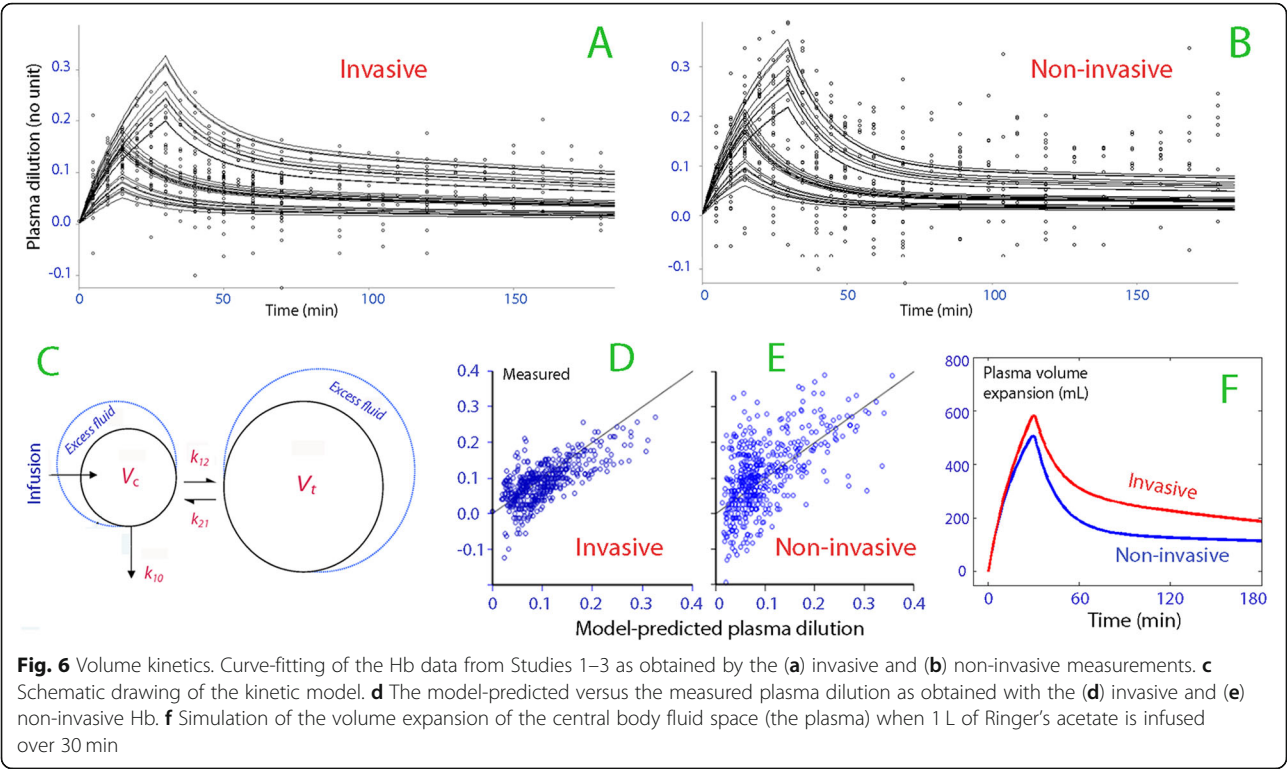 A
Invasive
Plasma dilution (no unit)
0.3
0.2
0.1
0.0
-0.1
0
50
100
150
Time (min)
B
Non-invasive
0.3
0.2
0.1
0.0
-0.1
0
50
100
150
Time (min)
C
Infusion
Excess fluid
Vc
k12
k21
k10
Excess fluid
Vt
D
Measured
0.4
0.3
0.2
0.1
0.0
-0.1
Invasive
0
0.1
0.2
0.3
0.4
E
Non-invasive
0
0.1
0.2
0.3
0.4
Model-predicted plasma dilution
F
Plasma volume
expansion (mL)
800
600
400
200
0
Invasive
Non-invasive
0
60
120
180
Time (min)
Fig. 6 Volume kinetics. Curve-fitting of the Hb data from Studies 1–3 as obtained by the (a) invasive and (b) non-invasive measurements. c
Schematic drawing of the kinetic model. d The model-predicted versus the measured plasma dilution as obtained with the (d) invasive and (e)
non-invasive Hb. f Simulation of the volume expansion of the central body fluid space (the plasma) when 1 L of Ringer's acetate is infused
over 30 min